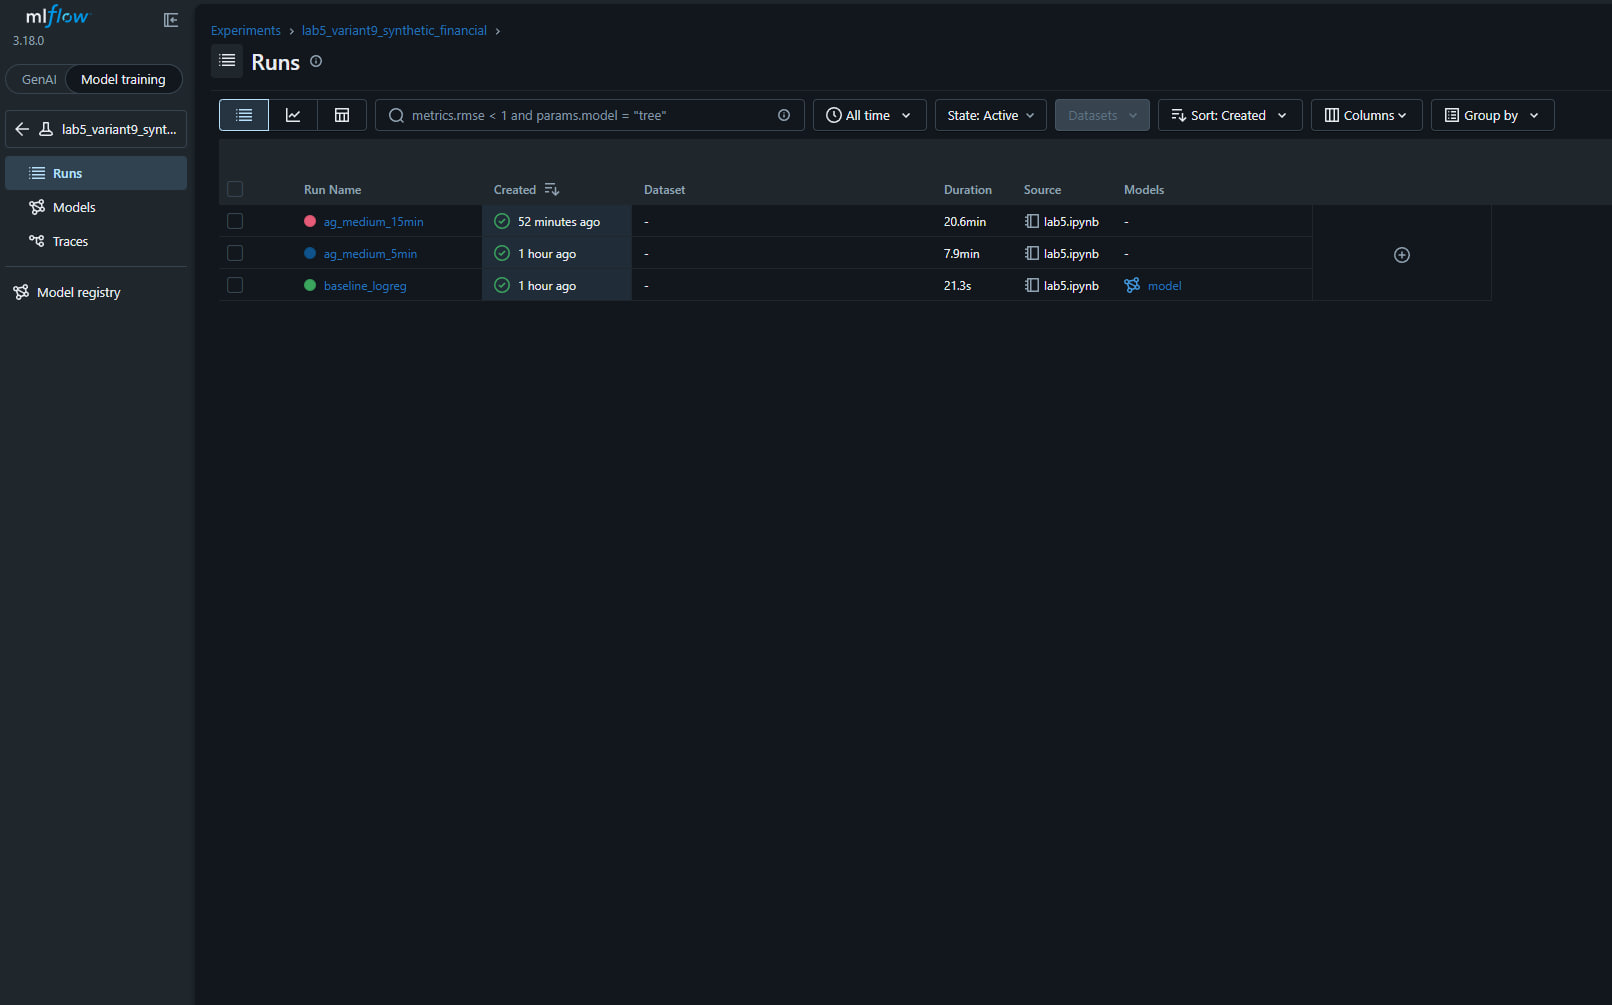 mlflow
3.18.0
GenAI Model training
lab5_variant9_synt...
Runs
Models
Traces
Model registry
Experiments > lab5_variant9_synthetic_financial >
Runs
metrics.rmse < 1 and params.model = "tree"
All time
State: Active
Datasets
Sort: Created
Columns
Group by
Run Name Created Dataset Duration Source Models
ag_medium_15min 52 minutes ago - 20.6min lab5.ipynb -
ag_medium_5min 1 hour ago - 7.9min lab5.ipynb -
baseline_logreg 1 hour ago - 21.3s lab5.ipynb model